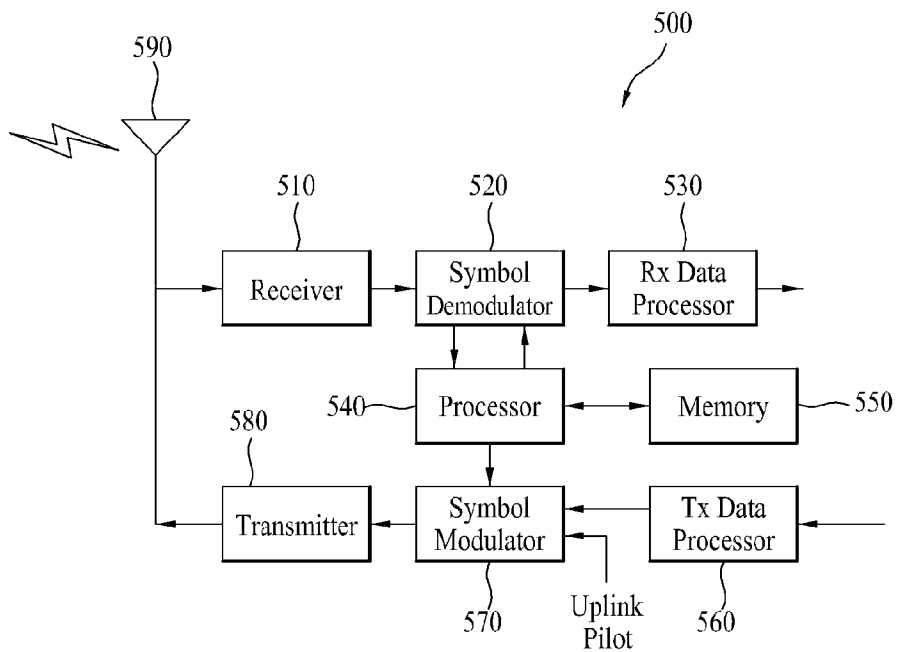 500
590
510
520
530
Receiver
Symbol
Demodulator
Rx Data
Processor
540
Processor
Memory
550
580
Transmitter
Symbol
Modulator
Tx Data
Processor
570
Uplink
Pilot
560